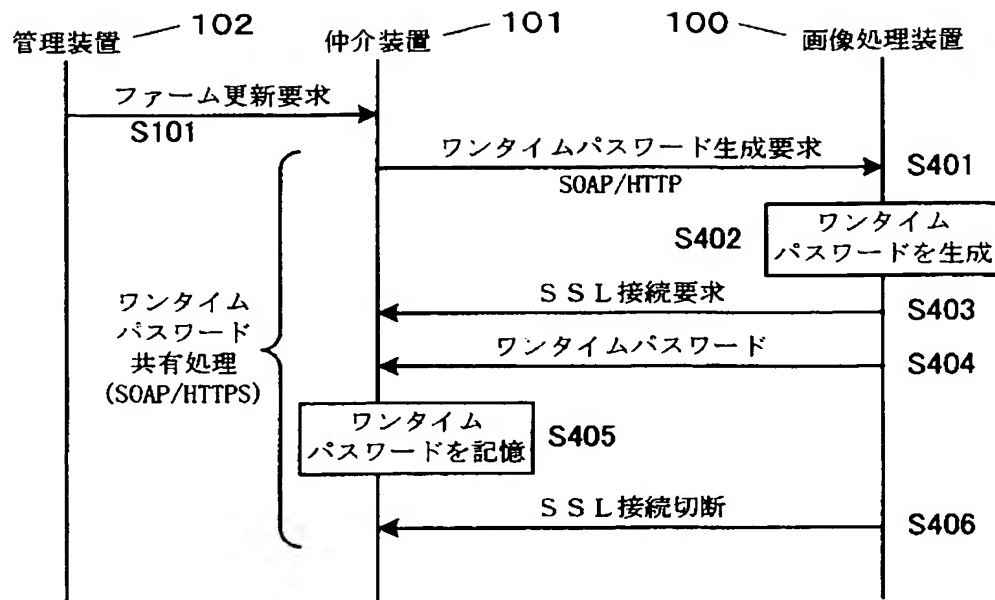 管理装置 102
仲介装置 101
100 画像処理装置
ファーム更新要求
S101
ワンタイムパスワード生成要求
SOAP/HTTP
S401
S402
ワンタイム
パスワードを生成
SSL接続要求
S403
ワンタイムパスワード
S404
ワンタイム
パスワード
共有処理
(SOAP/HTTPS)
ワンタイム
パスワードを記憶
S405
SSL接続切断
S406